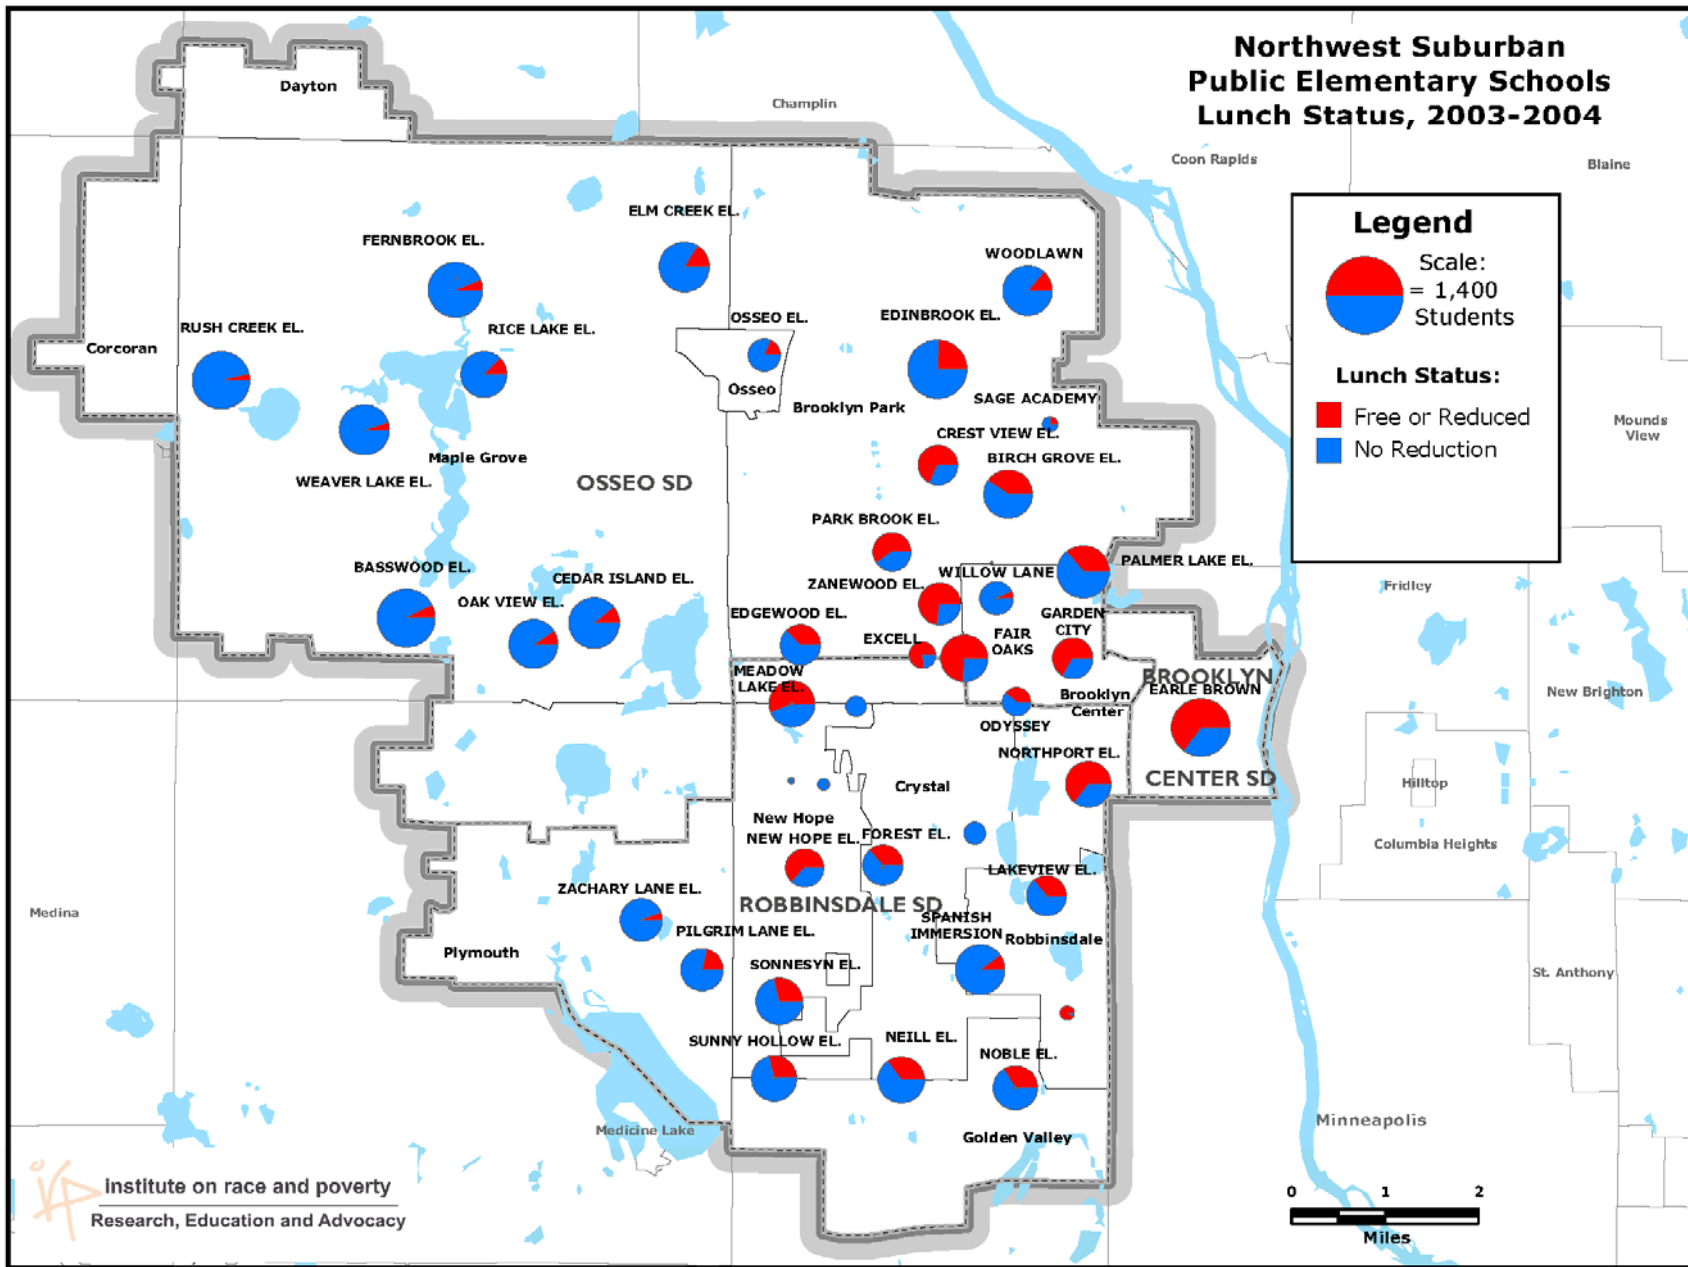 Northwest Suburban
Public Elementary Schools
Lunch Status, 2003-2004
Dayton
Champlin
Coon Rapids
Blaine
Legend
Scale:
= 1,400
Students
Lunch Status:
Free or Reduced
No Reduction
ELM CREEK EL.
FERNBROOK EL.
WOODLAWN
RUSH CREEK EL.
RICE LAKE EL.
OSSEO EL.
EDINBROOK EL.
Corcoran
Osseo
Brooklyn Park
SAGE ACADEMY
Mounds
View
CREST VIEW EL.
Maple Grove
BIRCH GROVE EL.
WEAVER LAKE EL.
OSSEO SD
PARK BROOK EL.
BASSWOOD EL.
CEDAR ISLAND EL.
WILLOW LANE
PALMER LAKE EL.
ZANEWOOD EL.
Fridley
OAK VIEW EL.
EDGEWOOD EL.
GARDEN
CITY
EXCELL
FAIR
OAKS
MEADOW
LAKE EL.
BROOKLYN
EARLE BROWN
Brooklyn
Center
New Brighton
ODYSSEY
NORTHPORT EL.
CENTER SD
Crystal
Hilltop
New Hope
NEW HOPE EL.
FOREST EL.
Columbia Heights
LAKEVIEW EL.
ZACHARY LANE EL.
ROBBINSDALE SD
Medina
SPANISH
IMMERSION
PILGRIM LANE EL.
Robbinsdale
Plymouth
SONNESYN EL.
St. Anthony
SUNNY HOLLOW EL.
NEILL EL.
NOBLE EL.
Medicine Lake
Golden Valley
Minneapolis
institute on race and poverty
Research, Education and Advocacy
0 1 2
Miles